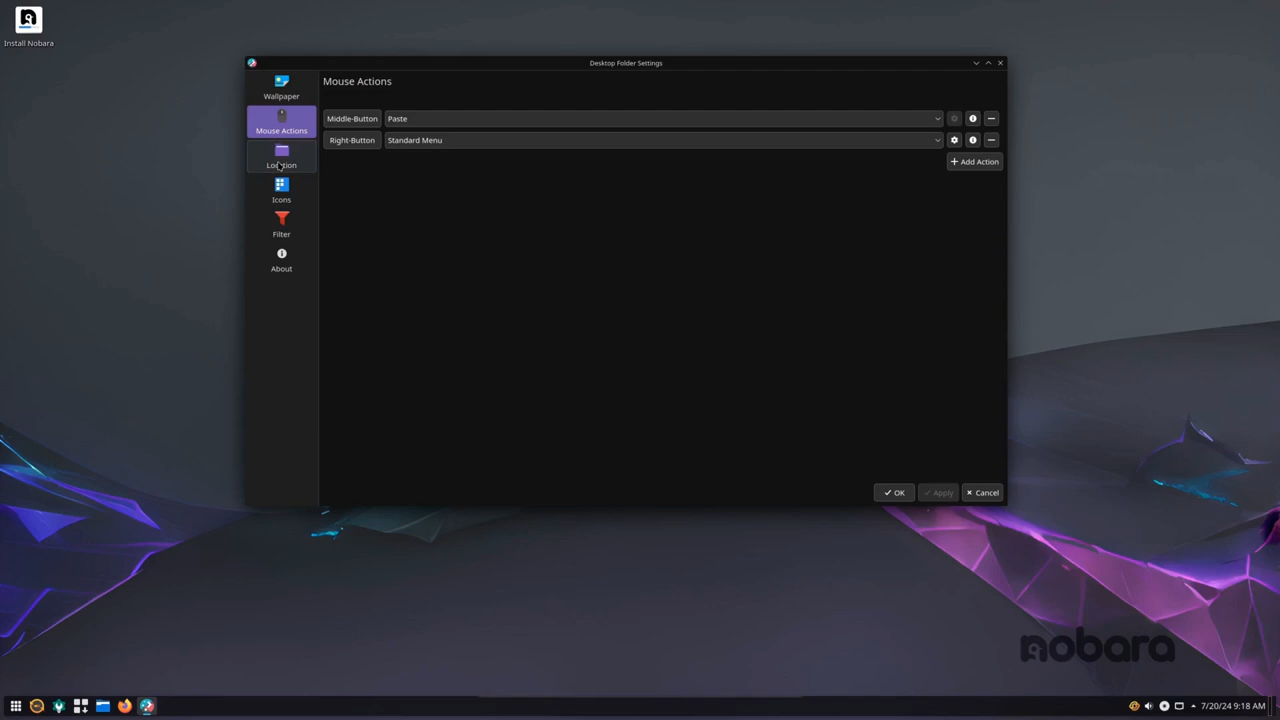 Install Nobara
Desktop Folder Settings
Wallpaper
Mouse Actions
Location
Icons
Filter
About
Mouse Actions
Middle-Button Paste
Right-Button Standard Menu
Add Action
OK Apply Cancel
nobara
7/20/24 9:18 AM